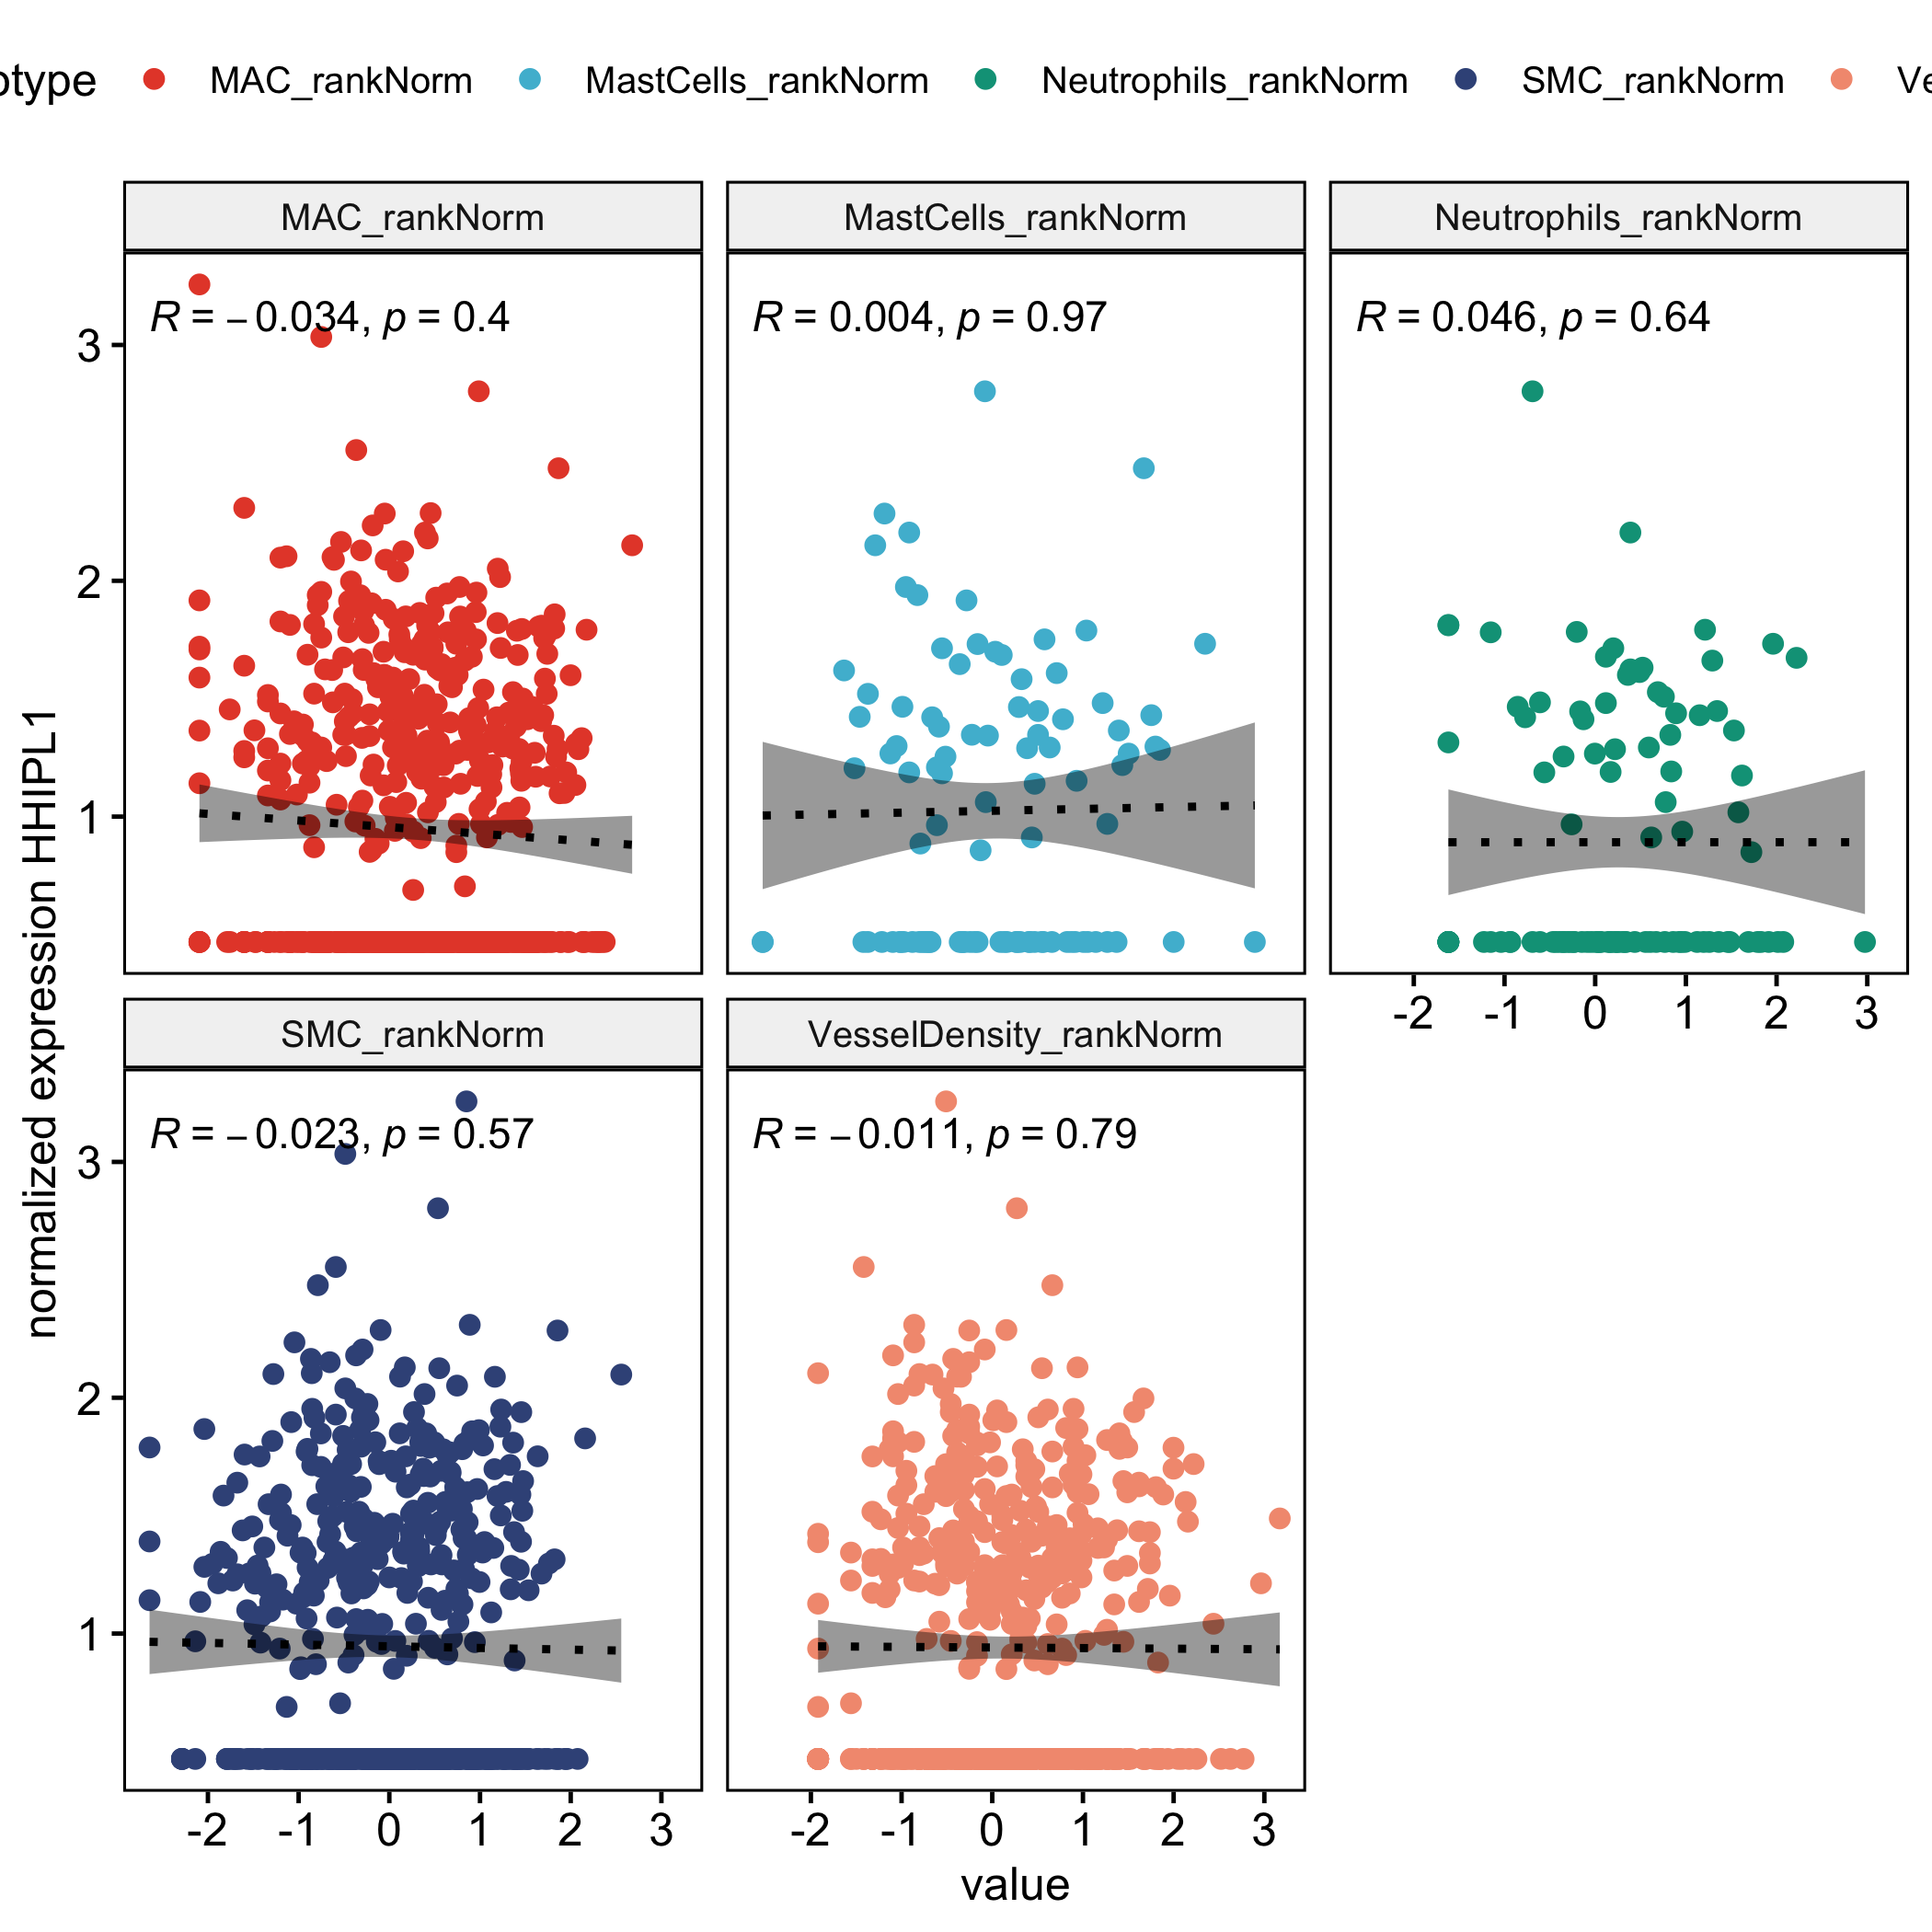 otype MAC_rankNorm MastCells_rankNorm Neutrophils_rankNorm SMC_rankNorm Ve
MAC_rankNorm MastCells_rankNorm Neutrophils_rankNorm
R = −0.034, p = 0.4 R = 0.004, p = 0.97 R = 0.046, p = 0.64
3
2
1
-2 -1 0 1 2 3
SMC_rankNorm VesselDensity_rankNorm
R = −0.023, p = 0.57 R = −0.011, p = 0.79
3
2
1
-2 -1 0 1 2 3 -2 -1 0 1 2 3
value
normalized expression HHIPL1